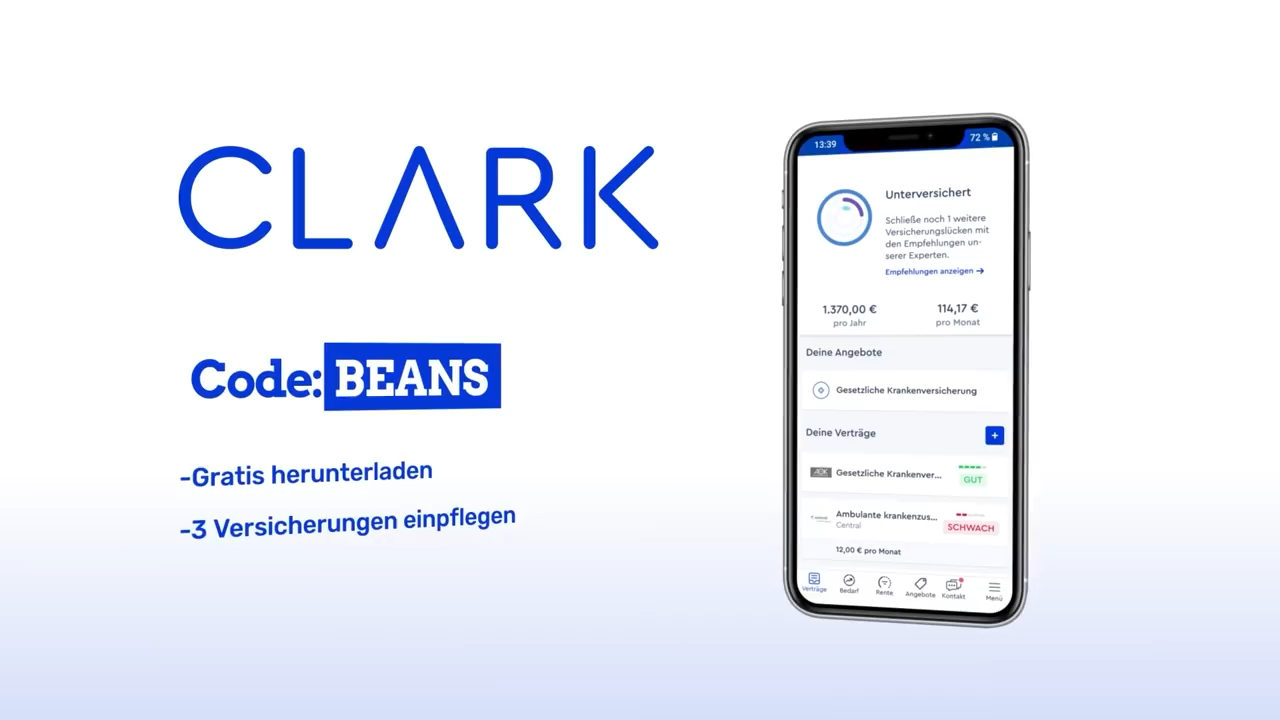 CLARK
Code: BEANS
-Gratis herunterladen
-3 Versicherungen einpflegen
13:39
72 %
Unterversichert
Schließe noch 1 weitere
Versicherungslücken mit
den Empfehlungen un-
serer Experten.
Empfehlungen anzeigen →
1.370,00 €
pro Jahr
114,17 €
pro Monat
Deine Angebote
Gesetzliche Krankenversicherung
Deine Verträge
+
AOK
Gesetzliche Krankenver...
GUT
Ambulante krankenzus...
Central
SCHWACH
12,00 € pro Monat
Verträge
Bedarf
Rente
Angebote
Kontakt
Menü